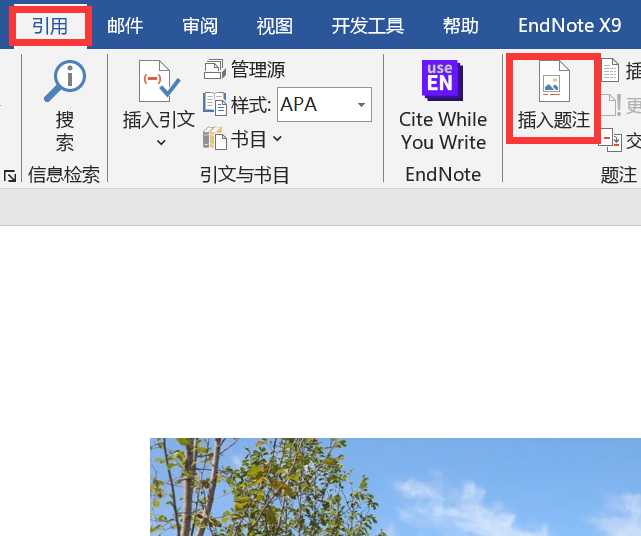 引用 邮件 审阅 视图 开发工具 帮助 EndNote X9
搜
索
信息检索
插入引文
管理源
样式: APA
书目
引文与书目
use
EN
Cite While
You Write
EndNote
插入题注
插
更
交
题注